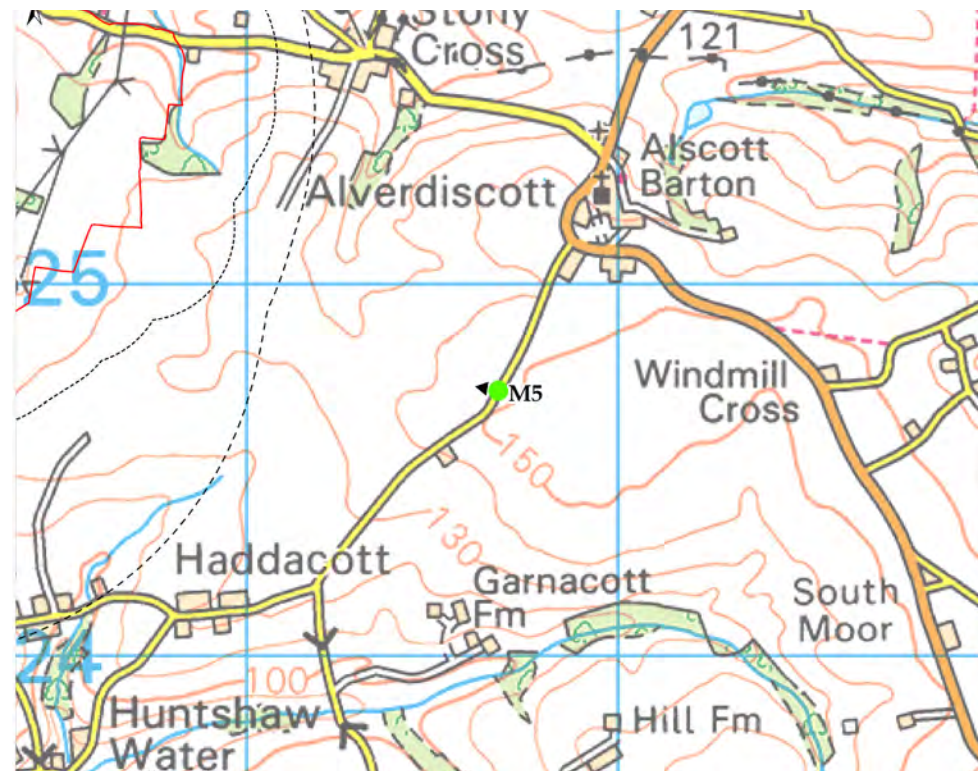 Stony
Cross
121
Alscott
Barton
Alverdiscott
25
Windmill
Cross
M5
150
130
Haddacott
Garnacott
Fm
South
Moor
24
100
Huntshaw
Water
Hill Fm